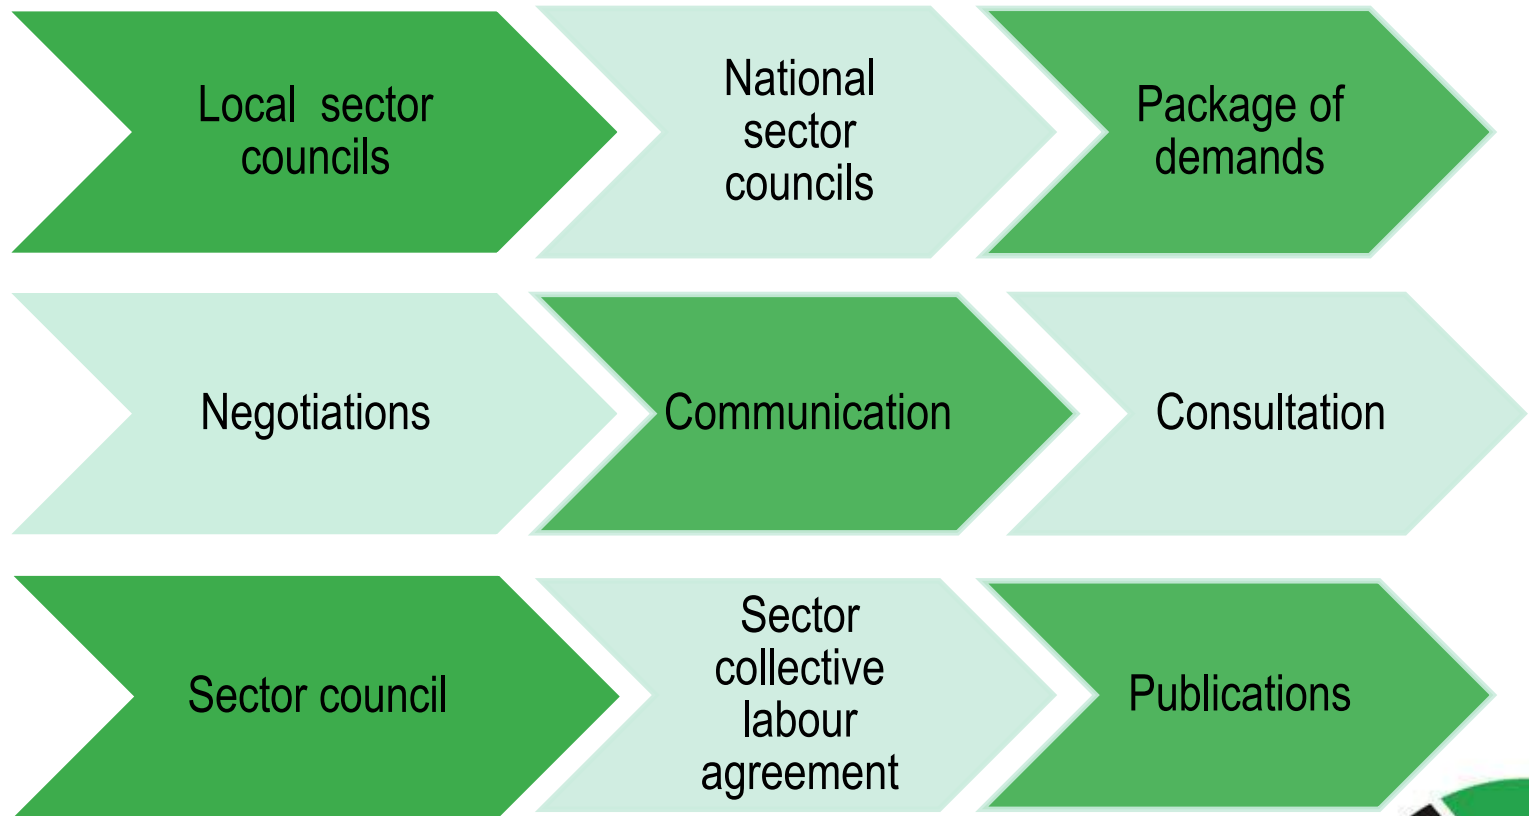 Local sector
councils
National
sector
councils
Package of
demands
Negotiations
Communication
Consultation
Sector council
Sector
collective
labour
agreement
Publications